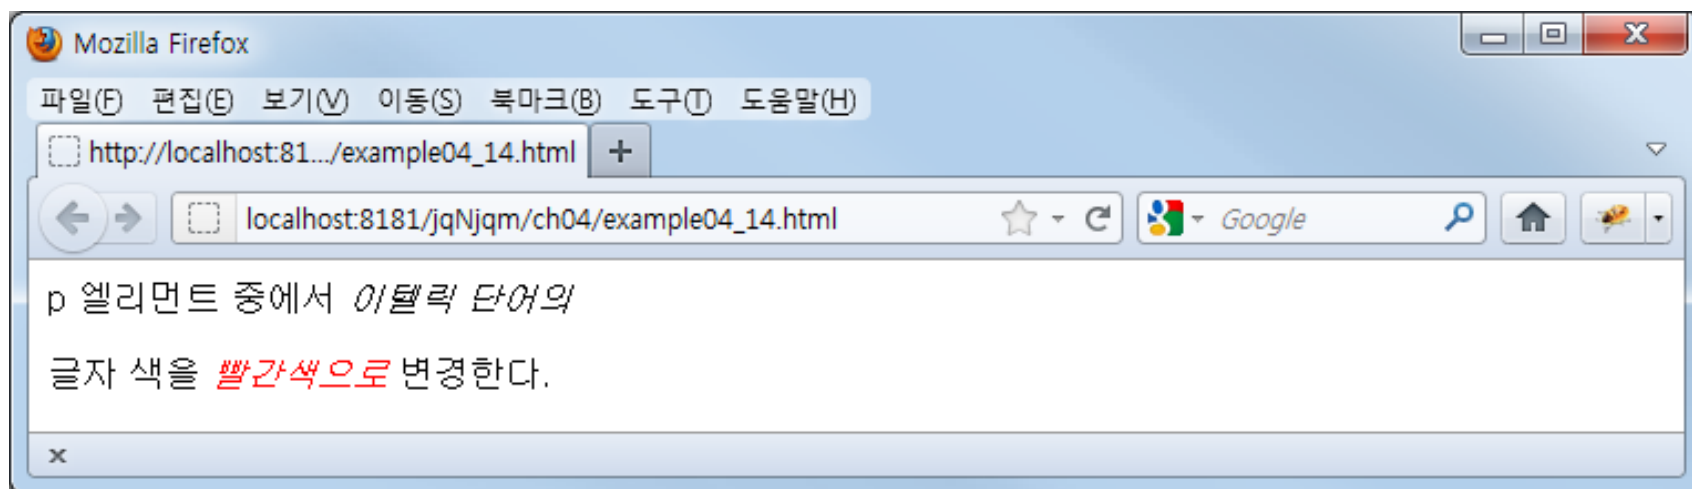 Mozilla Firefox
파일(F) 편집(E) 보기(V) 이동(S) 북마크(B) 도구(T) 도움말(H)
http://localhost:81.../example04_14.html
localhost:8181/jqNjqm/ch04/example04_14.html Google
p 엘리먼트 중에서 이탤릭 단어의
글자 색을 빨간색으로 변경한다.